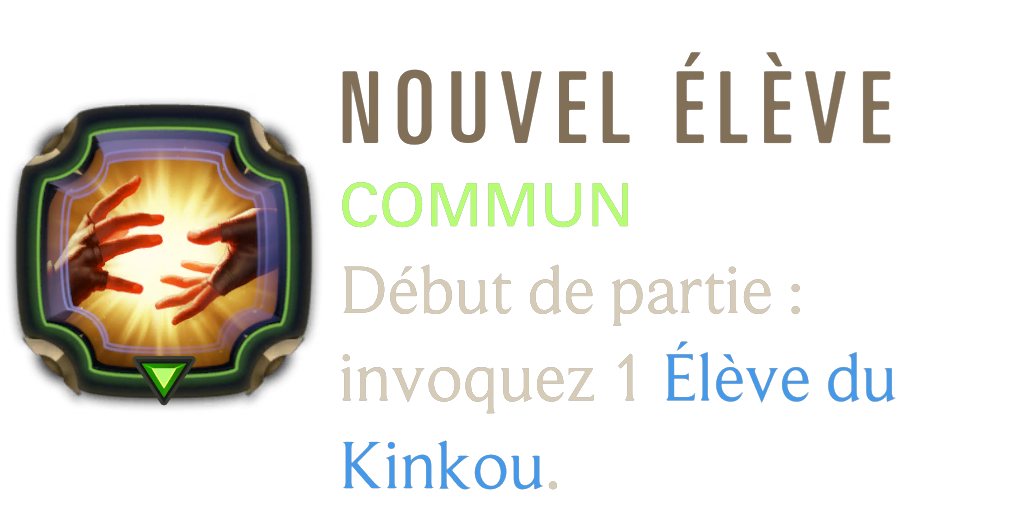 NOUVEL ÉLÈVE
COMMUN
Début de partie :
invoquez 1 Élève du
Kinkou.